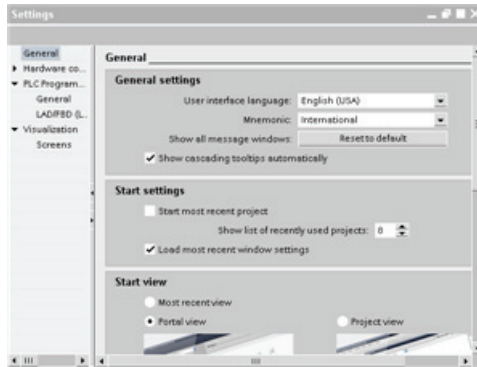 Settings
General
Hardware co...
PLC Program...
General
LAD/FBD (L...
Visualization
Screens
General
General settings
User interface language: English (USA)
Mnemonic: International
Show all message windows: Reset to default
Show cascading tooltips automatically
Start settings
Start most recent project
Show list of recently used projects: 8
Load most recent window settings
Start view
Most recent view
Portal view
Project view